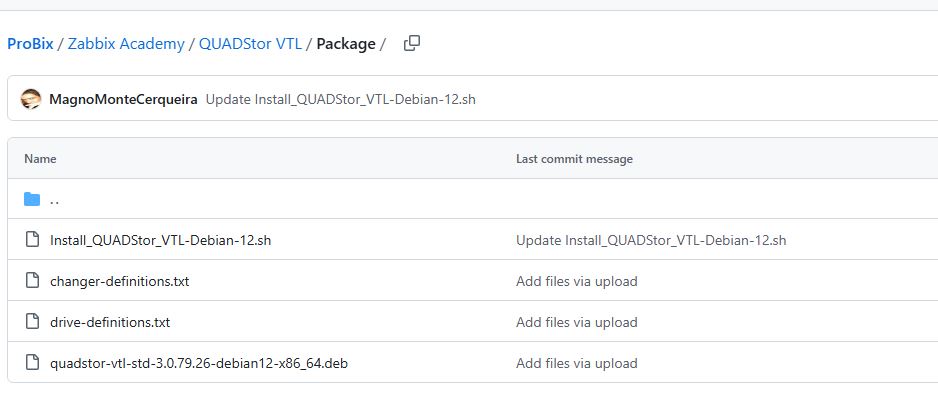 ProBix / Zabbix Academy / QUADStor VTL / Package /
MagnoMonteCerqueira Update Install_QUADStor_VTL-Debian-12.sh
Name Last commit message
..
Install_QUADStor_VTL-Debian-12.sh Update Install_QUADStor_VTL-Debian-12.sh
changer-definitions.txt Add files via upload
drive-definitions.txt Add files via upload
quadstor-vtl-std-3.0.79.26-debian12-x86_64.deb Add files via upload